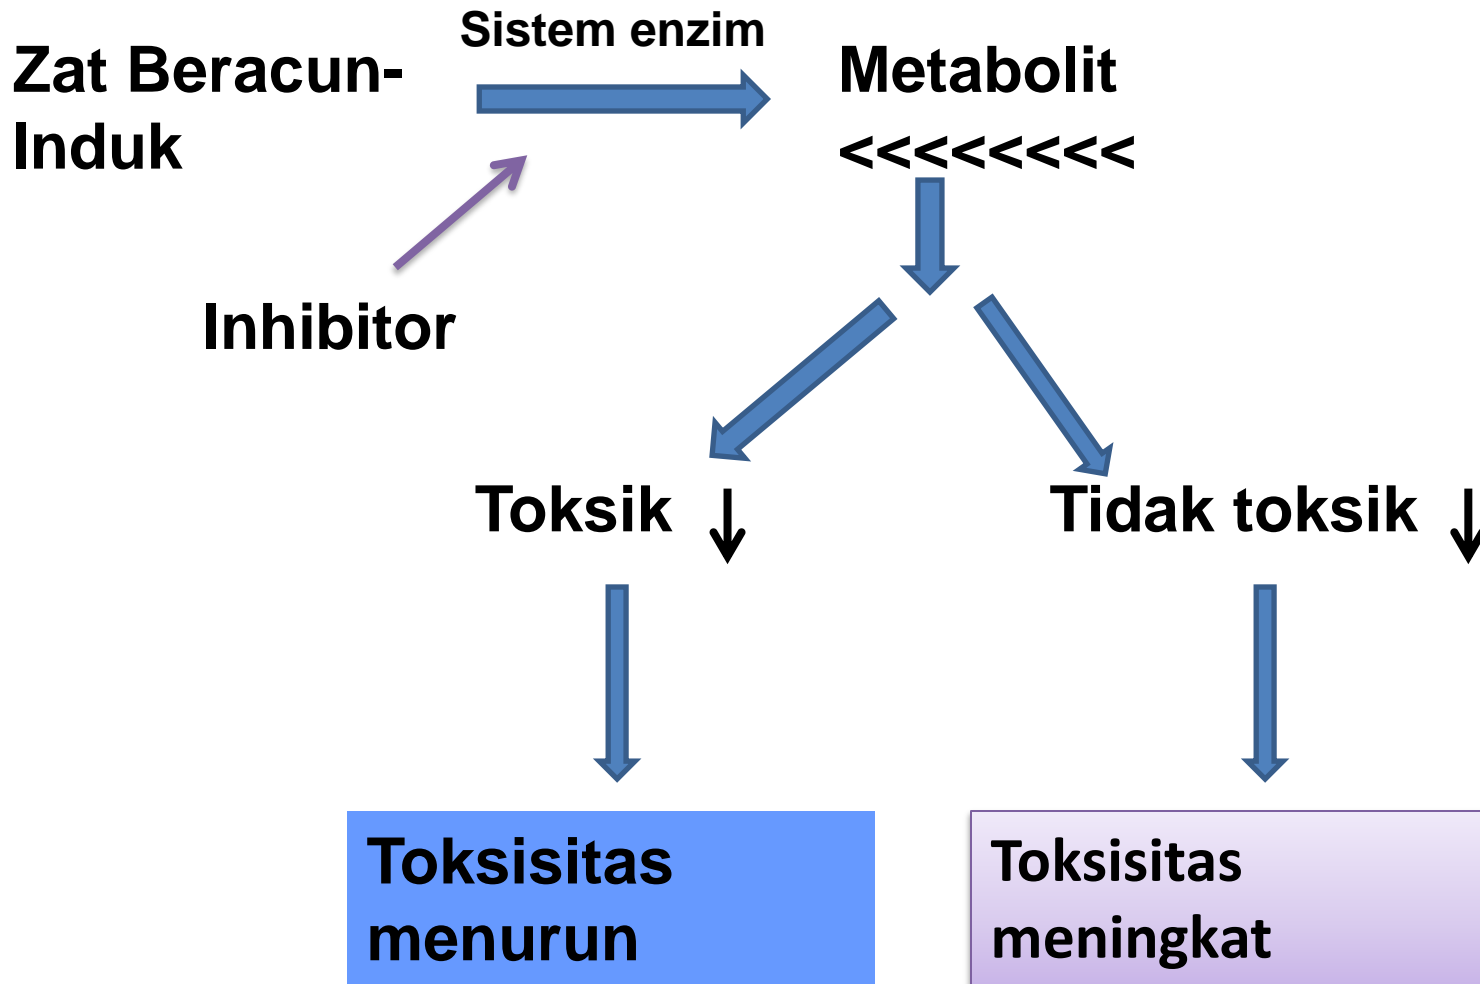 Sistem enzim
Zat Beracun-
Induk
Metabolit
<<<<<<<<
Inhibitor
Toksik ↓
Tidak toksik ↓
Toksisitas
menurun
Toksisitas
meningkat